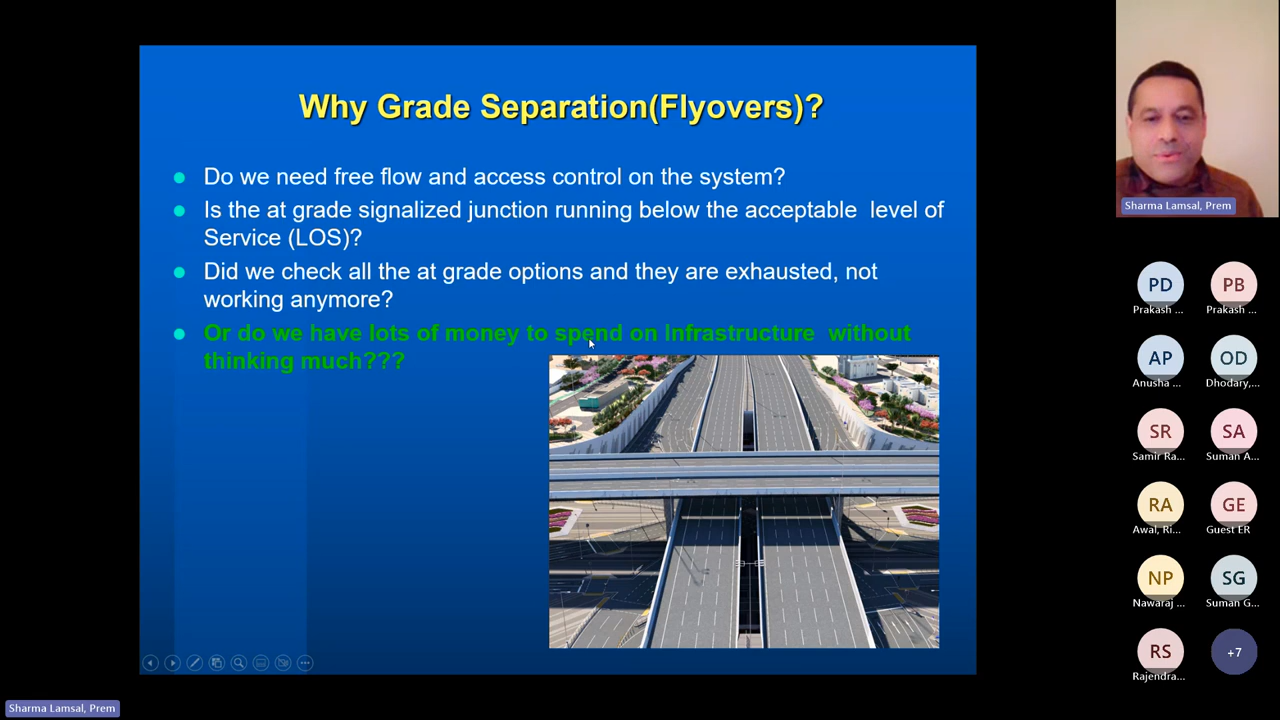 Why Grade Separation(Flyovers)?
Do we need free flow and access control on the system?
Is the at grade signalized junction running below the acceptable level of
Service (LOS)?
Did we check all the at grade options and they are exhausted, not
working anymore?
Or do we have lots of money to spend on Infrastructure without
thinking much???
Sharma Lamsal, Prem
PD
Prakash ...
PB
Prakash ...
AP
Anusha ...
OD
Dhodary,...
SR
Samir Ra...
SA
Suman A...
RA
Awal, Ri...
GE
Guest ER
NP
Nawaraj ...
SG
Suman G...
RS
Rajendra...
+7
Sharma Lamsal, Prem